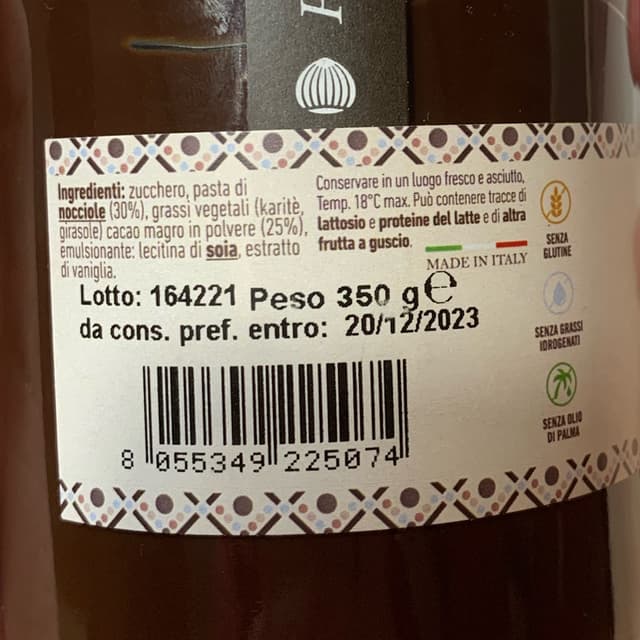 Ingredienti: zucchero, pasta di
nocciole (30%), grassi vegetali (karitè,
girasole) cacao magro in polvere (25%),
emulsionante: lecitina di soia, estratto
di vaniglia.
Conservare in un luogo fresco e asciutto,
Temp. 18°C max. Può contenere tracce di
lattosio e proteine del latte e di altra
frutta a guscio.
MADE IN ITALY
Lotto: 164221 Peso 350 g e
da cons. pref. entro: 20/12/2023
8 055349 225074
SENZA
GLUTINE
SENZA GRASSI
IDROGENATI
SENZA OLIO
DI PALMA